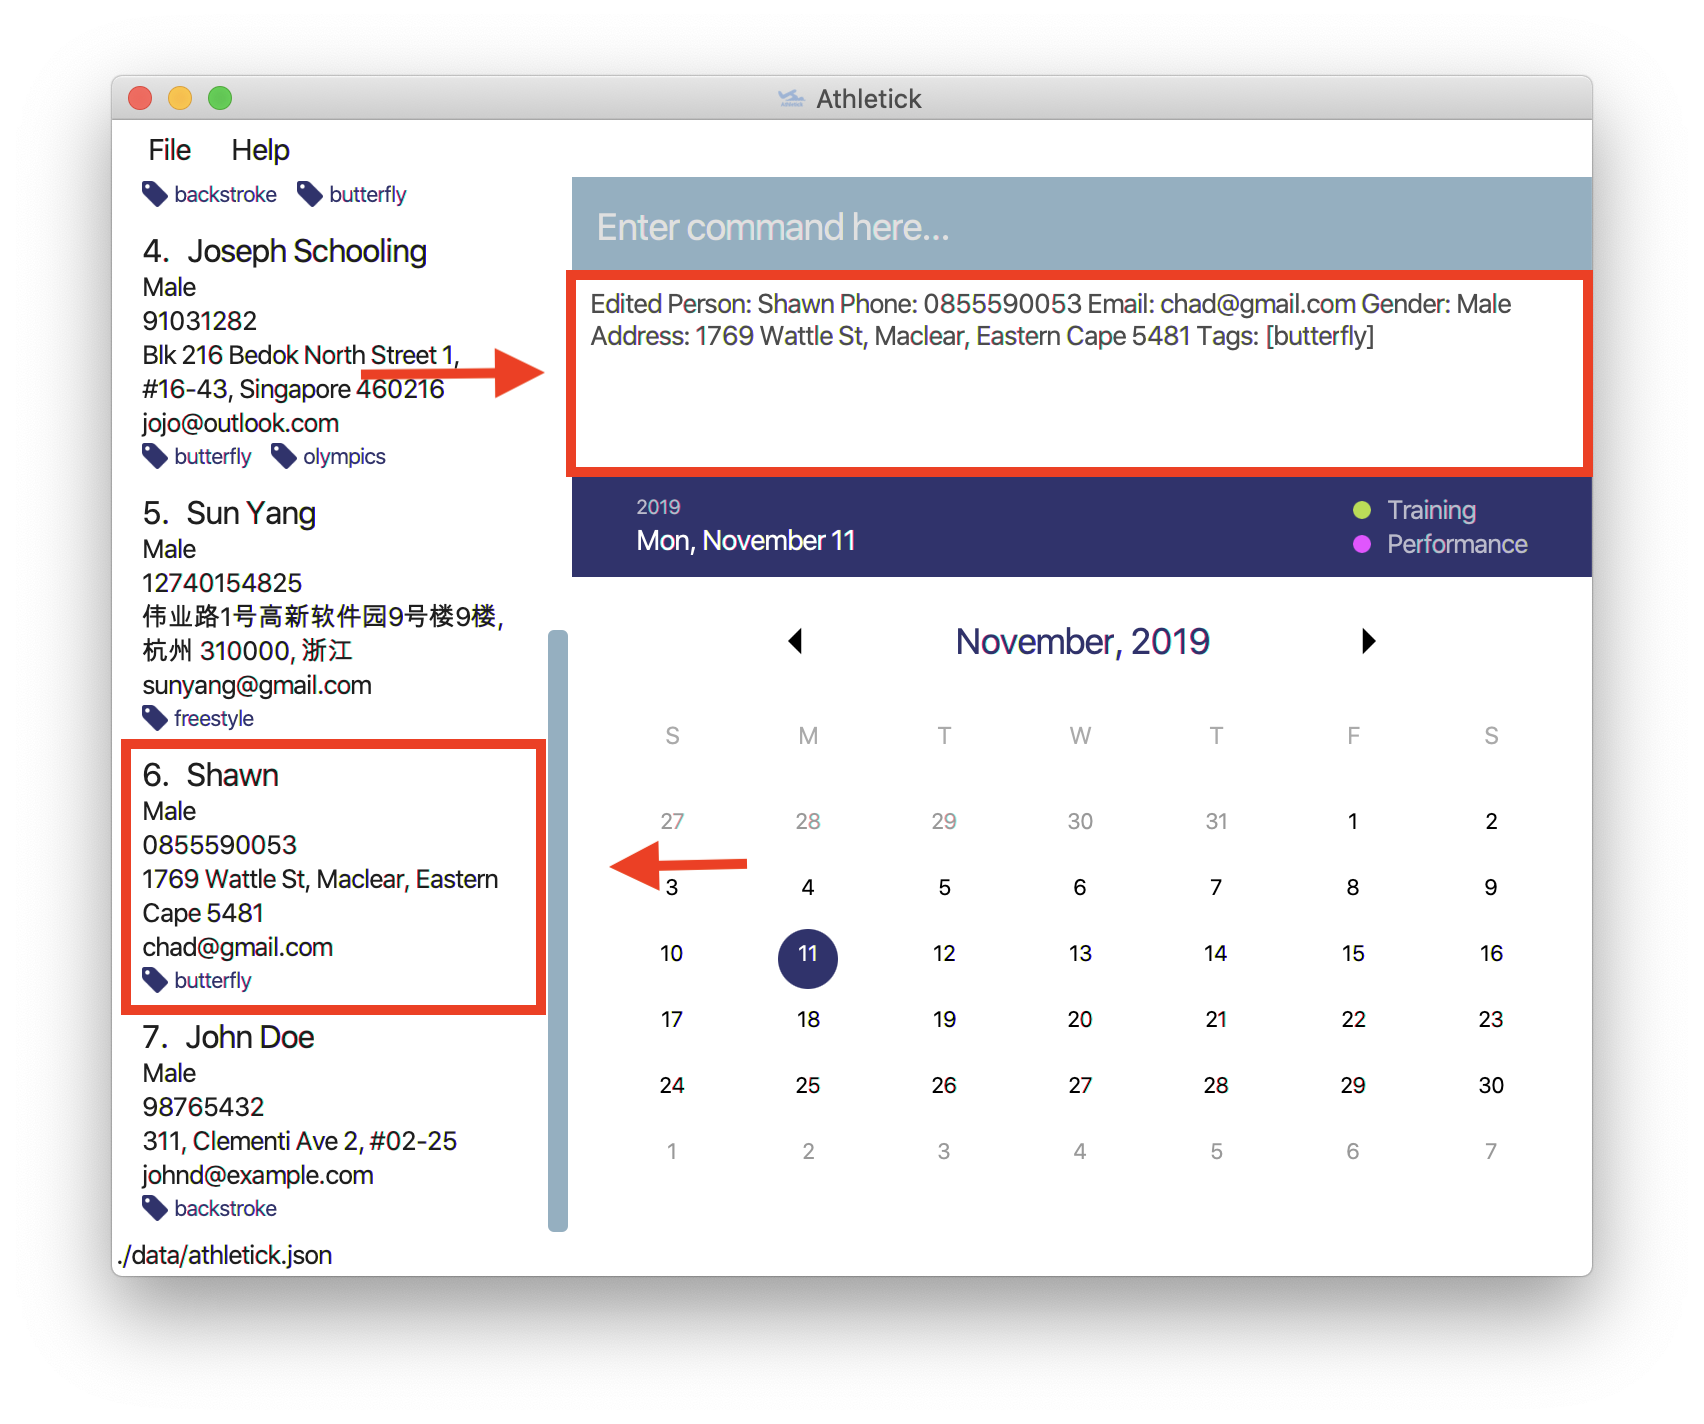 Athletick
File Help
backstroke butterfly
4. Joseph Schooling
Male
91031282
Blk 216 Bedok North Street 1,
#16-43, Singapore 460216
jojo@outlook.com
butterfly olympics
5. Sun Yang
Male
12740154825
伟业路1号高新软件园9号楼9楼,
杭州 310000, 浙江
sunyang@gmail.com
freestyle
6. Shawn
Male
0855590053
1769 Wattle St, Maclear, Eastern
Cape 5481
chad@gmail.com
butterfly
7. John Doe
Male
98765432
311, Clementi Ave 2, #02-25
johnd@example.com
backstroke
./data/athletick.json
Enter command here...
Edited Person: Shawn Phone: 0855590053 Email: chad@gmail.com Gender: Male
Address: 1769 Wattle St, Maclear, Eastern Cape 5481 Tags: [butterfly]
2019
Mon, November 11
Training
Performance
November, 2019
S M T W T F S
27 28 29 30 31 1 2
3 4 5 6 7 8 9
10 11 12 13 14 15 16
17 18 19 20 21 22 23
24 25 26 27 28 29 30
1 2 3 4 5 6 7